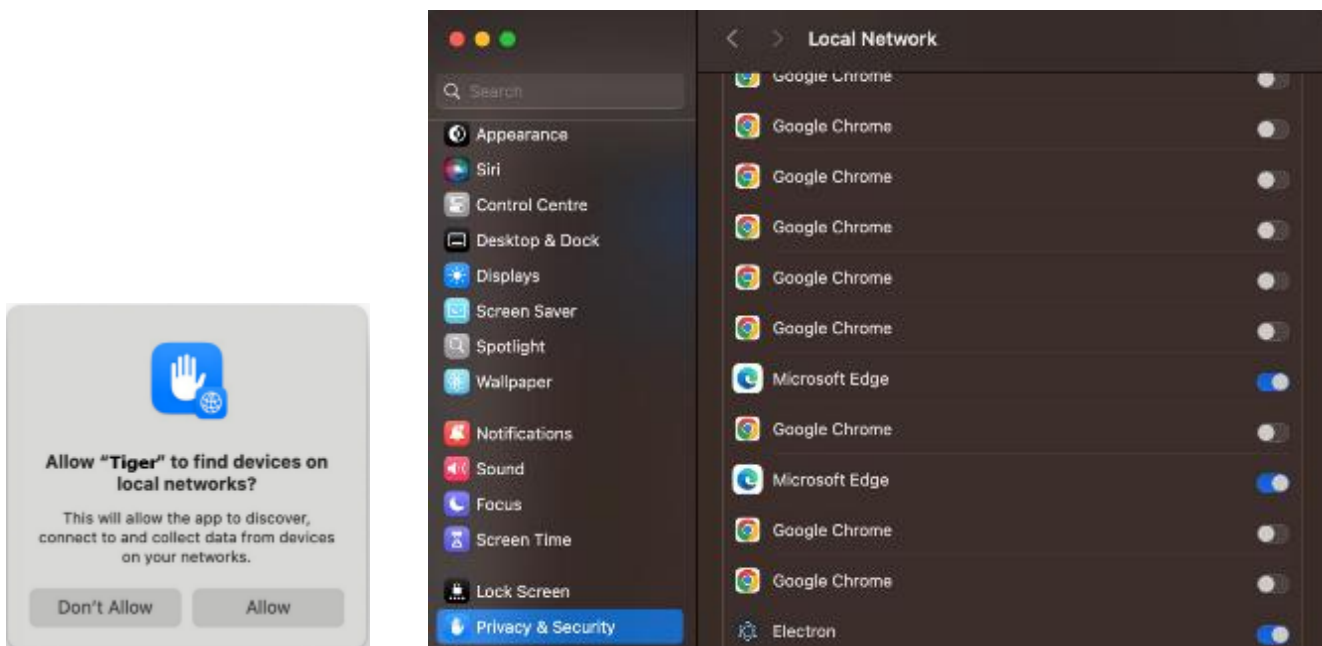 Allow "Tiger" to find devices on
local networks?
This will allow the app to discover,
connect to and collect data from devices
on your networks.
Don't Allow
Allow
Search
Appearance
Siri
Control Centre
Desktop & Dock
Displays
Screen Saver
Spotlight
Wallpaper
Notifications
Sound
Focus
Screen Time
Lock Screen
Privacy & Security
Local Network
Google Chrome
Google Chrome
Google Chrome
Google Chrome
Google Chrome
Google Chrome
Microsoft Edge
Google Chrome
Microsoft Edge
Google Chrome
Google Chrome
Electron